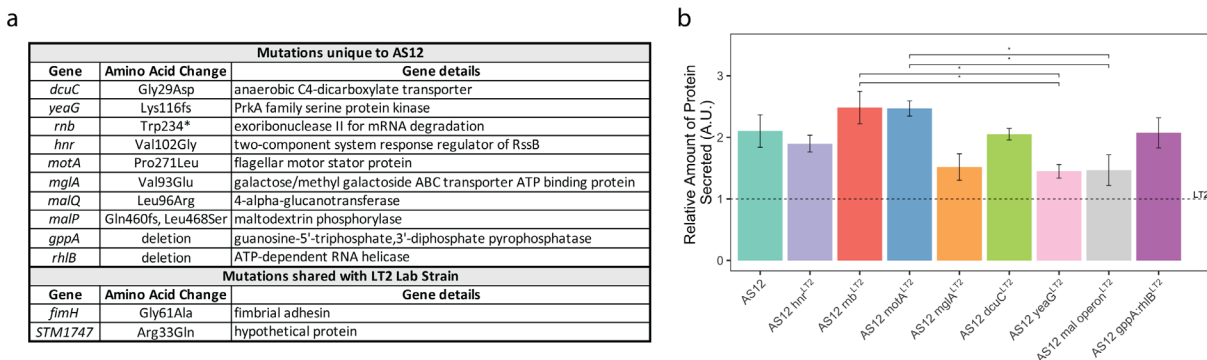 a
Mutations unique to AS12
Gene Amino Acid Change Gene details
dcuC Gly29Asp anaerobic C4-dicarboxylate transporter
yeaG Lys116fs PrkA family serine protein kinase
rnb Trp234* exoribonuclease II for mRNA degradation
hnr Val102Gly two-component system response regulator of RssB
motA Pro271Leu flagellar motor stator protein
mglA Val93Glu galactose/methyl galactoside ABC transporter ATP binding protein
malQ Leu96Arg 4-alpha-glucanotransferase
malP Gln460fs, Leu468Ser maltodextrin phosphorylase
gppA deletion guanosine-5'-triphosphate,3'-diphosphate pyrophosphatase
rhlB deletion ATP-dependent RNA helicase
Mutations shared with LT2 Lab Strain
Gene Amino Acid Change Gene details
fimH Gly61Ala fimbrial adhesin
STM1747 Arg33Gln hypothetical protein
b
Relative Amount of Protein
Secreted (A.U.)
3
2
1
0
*
*
*
*
LT2
AS12
AS12 hnrLT2
AS12 rnbLT2
AS12 motALT2
AS12 mglALT2
AS12 dcuCLT2
AS12 yeaGLT2
AS12 mal operonLT2
AS12 gppA:rhlBLT2